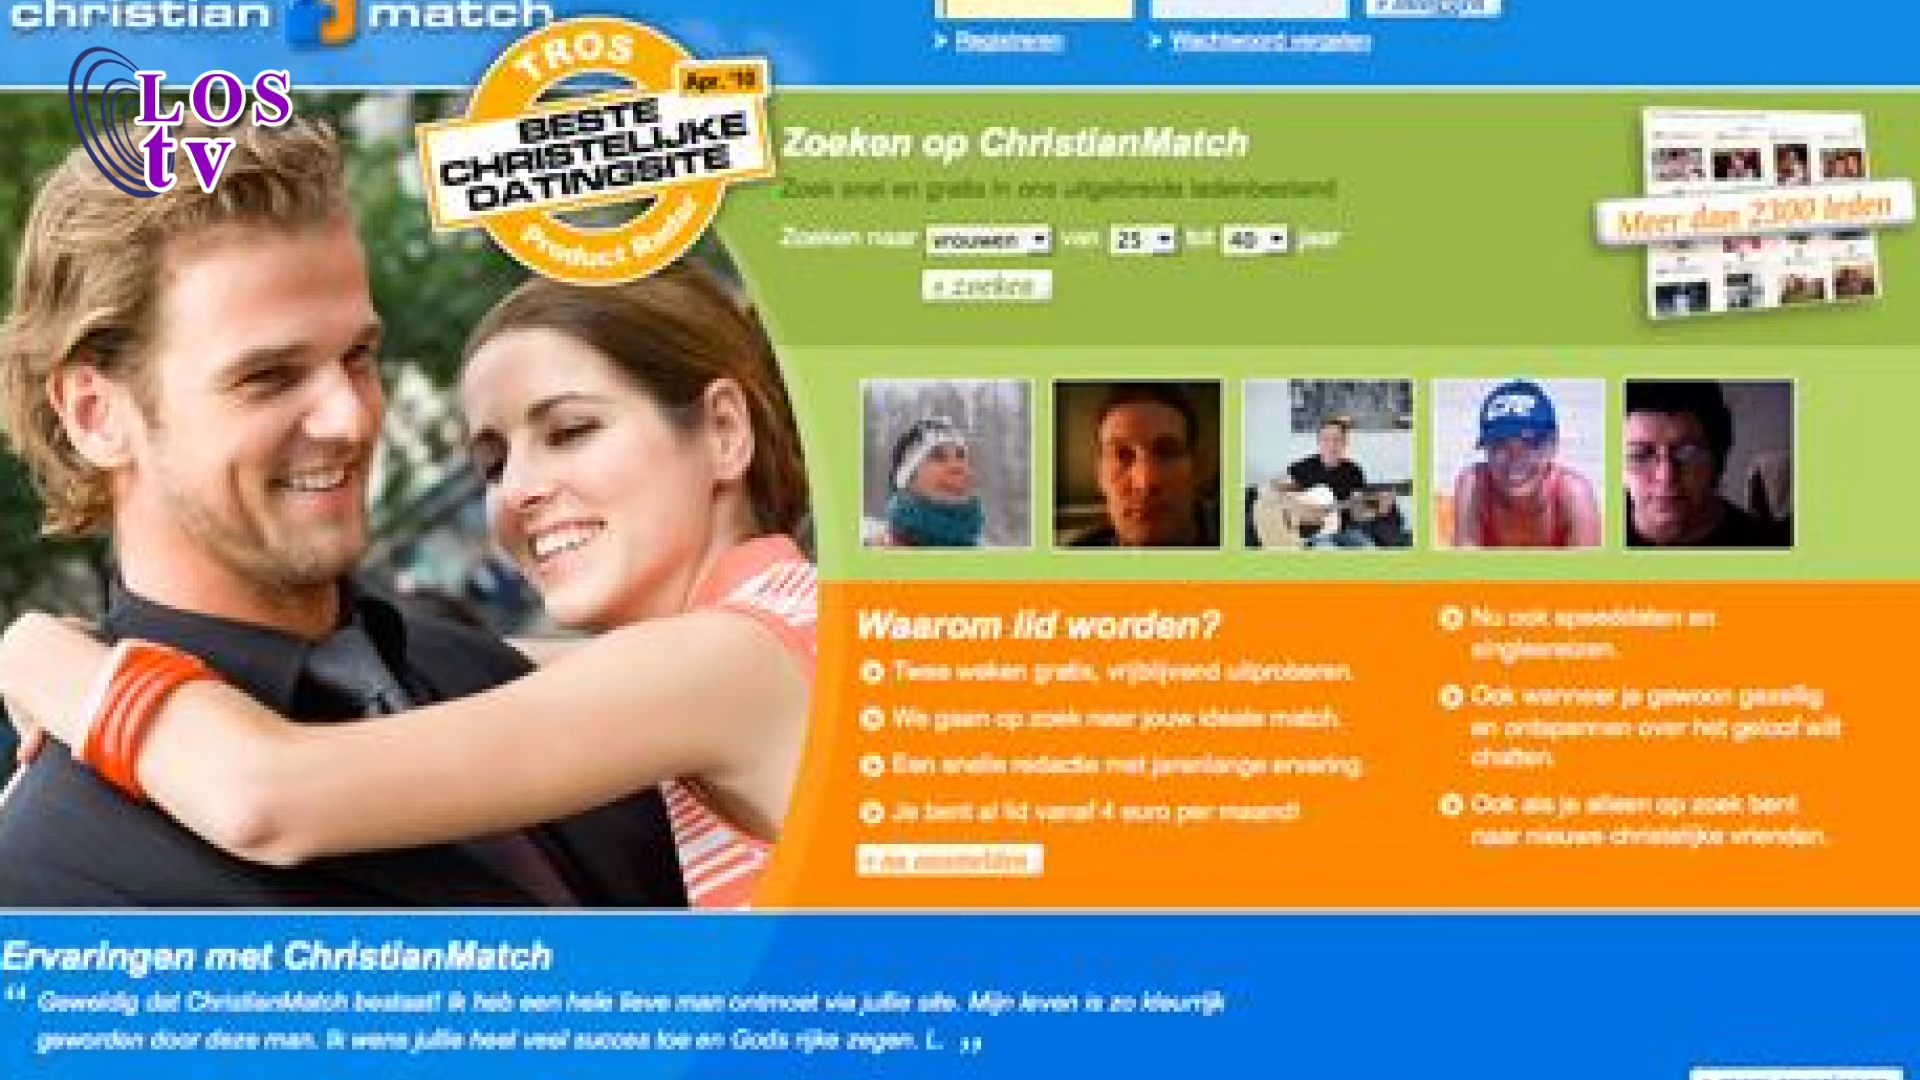 christian match
LOS
tv
TROS
Apr. '10
BESTE
CHRISTELIJKE
DATINGSITE
Product Radar
Registreren
Wachtwoord vergeten
Zoeken op ChristianMatch
Zoek snel en gratis in ons uitgebreide ledenbestand
Zoeken naar vrouwen van 25 tot 40 jaar
» zoeken
Meer dan 2300 leden
Waarom lid worden?
Twee weken gratis, vrijblijvend uitproberen.
We gaan op zoek naar jouw ideale match.
Een snelle redactie met jarenlange ervaring.
Je bent al lid vanaf 4 euro per maand!
» nu aanmelden
Nu ook speeddaten en
singlereizen.
Ook wanneer je gewoon gezellig
en ontspannen over het geloof wilt
chatten.
Ook als je alleen op zoek bent
naar nieuwe christelijke vrienden.
Ervaringen met ChristianMatch
“ Geweldig dat ChristianMatch bestaat! Ik heb een hele lieve man ontmoet via jullie site. Mijn leven is zo kleurrijk
geworden door deze man. Ik wens jullie heel veel succes toe en Gods rijke zegen. L. ”